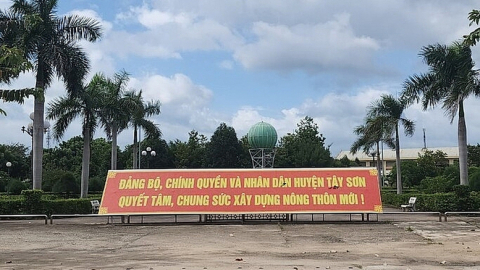 ĐẢNG BỘ, CHÍNH QUYỀN VÀ NHÂN DÂN HUYỆN TÂY SƠN
QUYẾT TÂM, CHUNG SỨC XÂY DỰNG NÔNG THÔN MỚI !